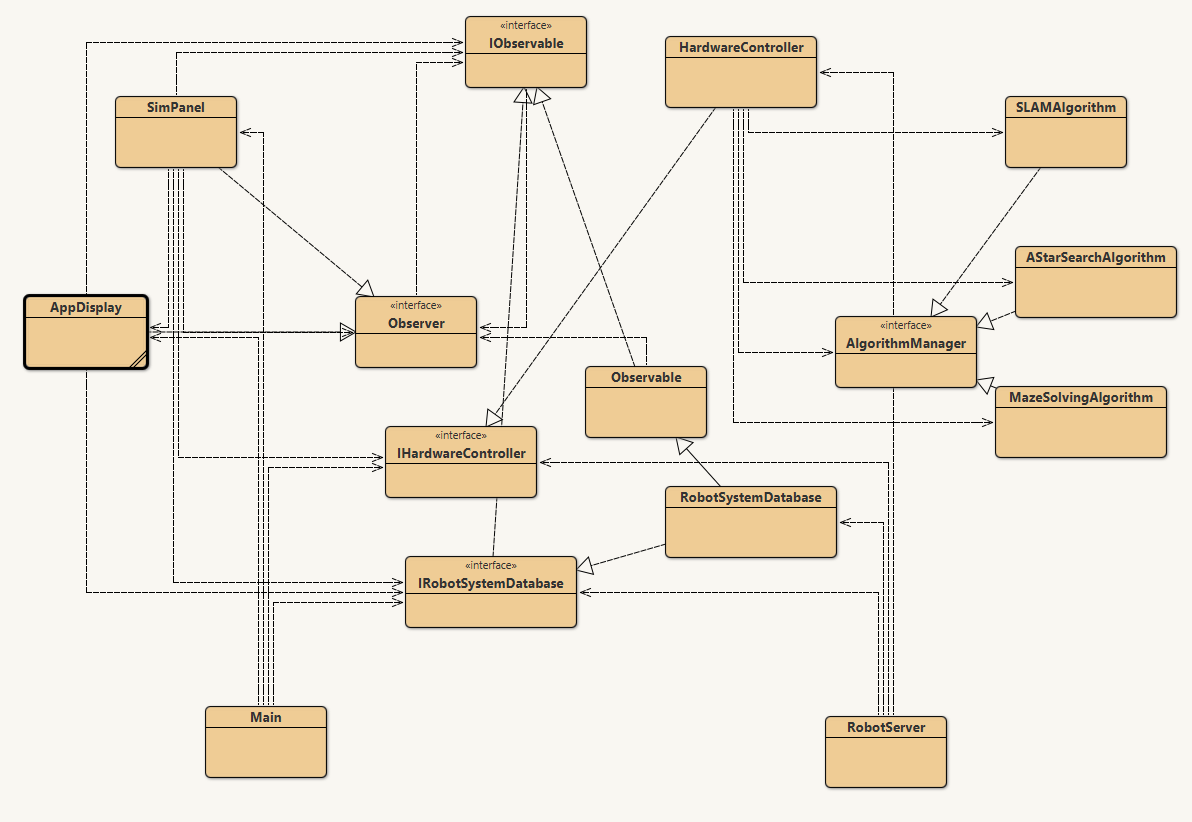 «interface»
IObservable
HardwareController
SimPanel
SLAMAlgorithm
AStarSearchAlgorithm
AppDisplay
«interface»
Observer
«interface»
AlgorithmManager
Observable
MazeSolvingAlgorithm
«interface»
IHardwareController
RobotSystemDatabase
«interface»
IRobotSystemDatabase
Main
RobotServer